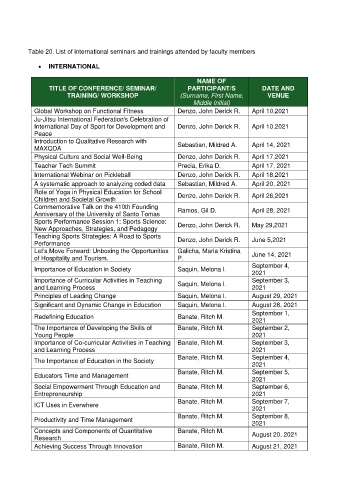 Table 20. List of international seminars and trainings attended by faculty members
• INTERNATIONAL
TITLE OF CONFERENCE/ SEMINAR/ TRAINING/ WORKSHOP NAME OF PARTICIPANT/S (Surname, First Name, Middle Initial) DATE AND VENUE
Global Workshop on Functional Fitness Denzo, John Derick R. April 10,2021
Ju-Jitsu International Federation's Celebration of
International Day of Sport for Development and Denzo, John Derick R. April 10,2021
Peace
Introduction to Qualitative Research with
MAXQDA Sebastian, Mildred A. April 14, 2021
Physical Culture and Social Well-Being Denzo, John Derick R. April 17,2021
Teacher Tech Summit Precia, Erika D. April 17, 2021
International Webinar on Pickleball Denzo, John Derick R. April 18,2021
A systematic approach to analyzing coded data Sebastian, Mildred A. April 20, 2021
Role of Yoga in Physical Education for School
Children and Societal Growth Denzo, John Derick R. April 26,2021
Commemorative Talk on the 410th Founding
Anniversary of the University of Santo Tomas Ramos, Gil D. April 28, 2021
Sports Performance Session 1: Sports Science:
New Approaches, Strategies, and Pedagogy Denzo, John Derick R. May 29,2021
Teaching Sports Strategies: A Road to Sports
Performance Denzo, John Derick R. June 5,2021
Let's Move Forward: Unboxing the Opportunities Galicha, Maria Kristina
of Hospitality and Tourism. P. June 14, 2021
Importance of Education in Society Saquin, Melona I. September 4,
2021
Importance of Curricular Activities in Teaching Saquin, Melona I. September 3,
and Learning Process 2021
Principles of Leading Change Saquin, Melona I. August 29, 2021
Significant and Dynamic Change in Education Saquin, Melona I. August 28, 2021
Redefining Education Banate, Ritch M. September 1,
2021
The Importance of Developing the Skills of Banate, Ritch M. September 2,
Young People 2021
Importance of Co-curricular Activities in Teaching Banate, Ritch M. September 3,
and Learning Process 2021
The Importance of the Education in Society Banate, Ritch M. September 4,
2021
Educators Time and Management Banate, Ritch M. September 5,
2021
Social Empowerment Through Education and Banate, Ritch M. September 6,
Entrepreneurship 2021
ICT Uses in Everwhere Banate, Ritch M. September 7,
2021
Productivity and Time Management Banate, Ritch M. September 8,
2021
Concepts and Components of Quantitative Banate, Ritch M. August 20, 2021
Research
Achieving Success Through Innovation Banate, Ritch M. August 21, 2021